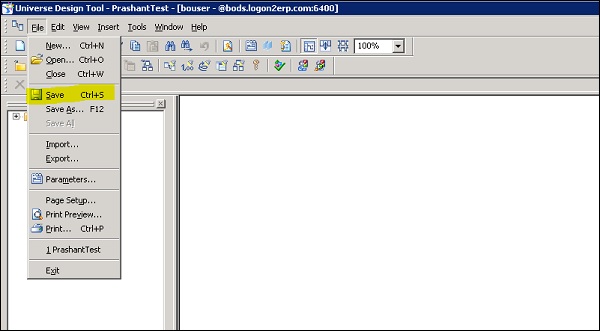 Universe Design Tool - PrashantTest - [bouser - @bods.logon2erp.com:6400]
File Edit View Insert Tools Window Help
100%
New... Ctrl+N
Open... Ctrl+O
Close Ctrl+W
Save Ctrl+S
Save As... F12
Save All
Import...
Export...
Parameters...
Page Setup...
Print Preview...
Print... Ctrl+P
1 PrashantTest
Exit